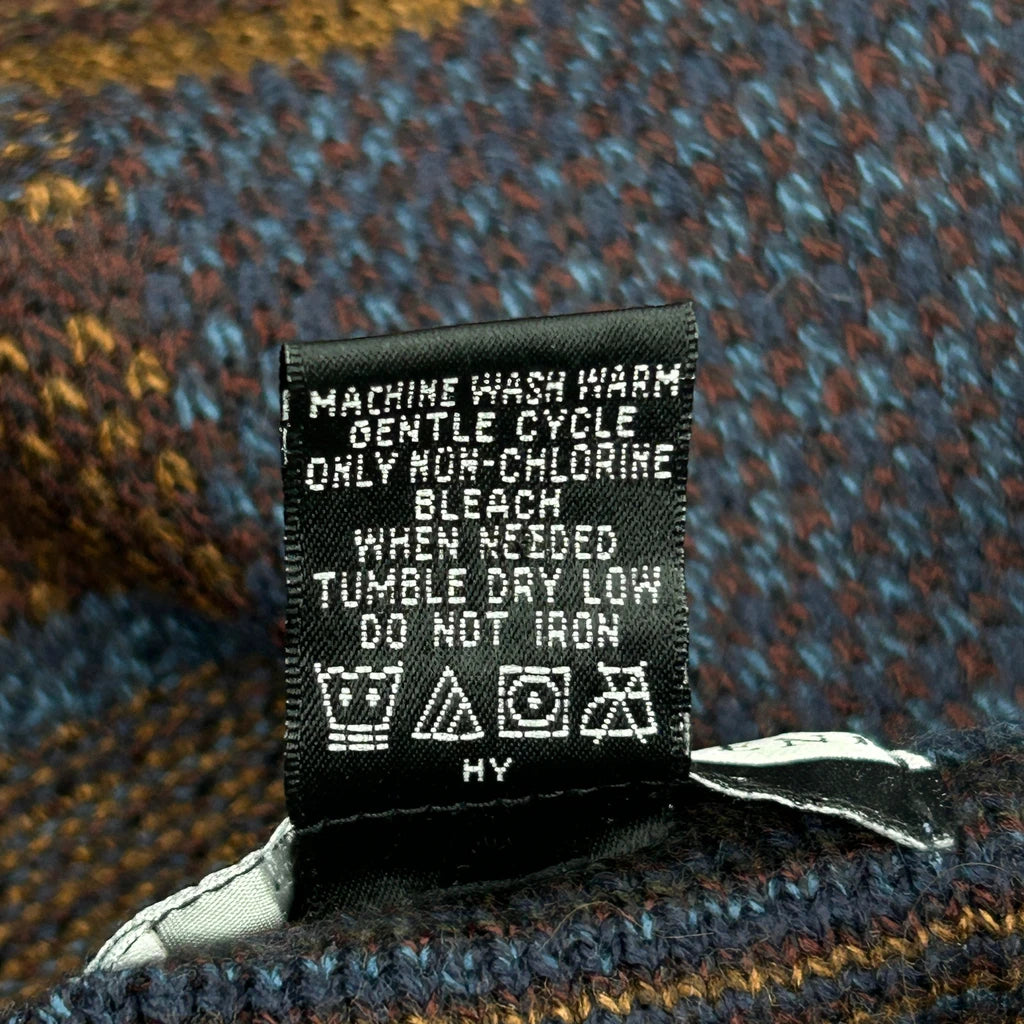 MACHINE WASH WARM
GENTLE CYCLE
ONLY NON-CHLORINE
BLEACH
WHEN NEEDED
TUMBLE DRY LOW
DO NOT IRON
HY